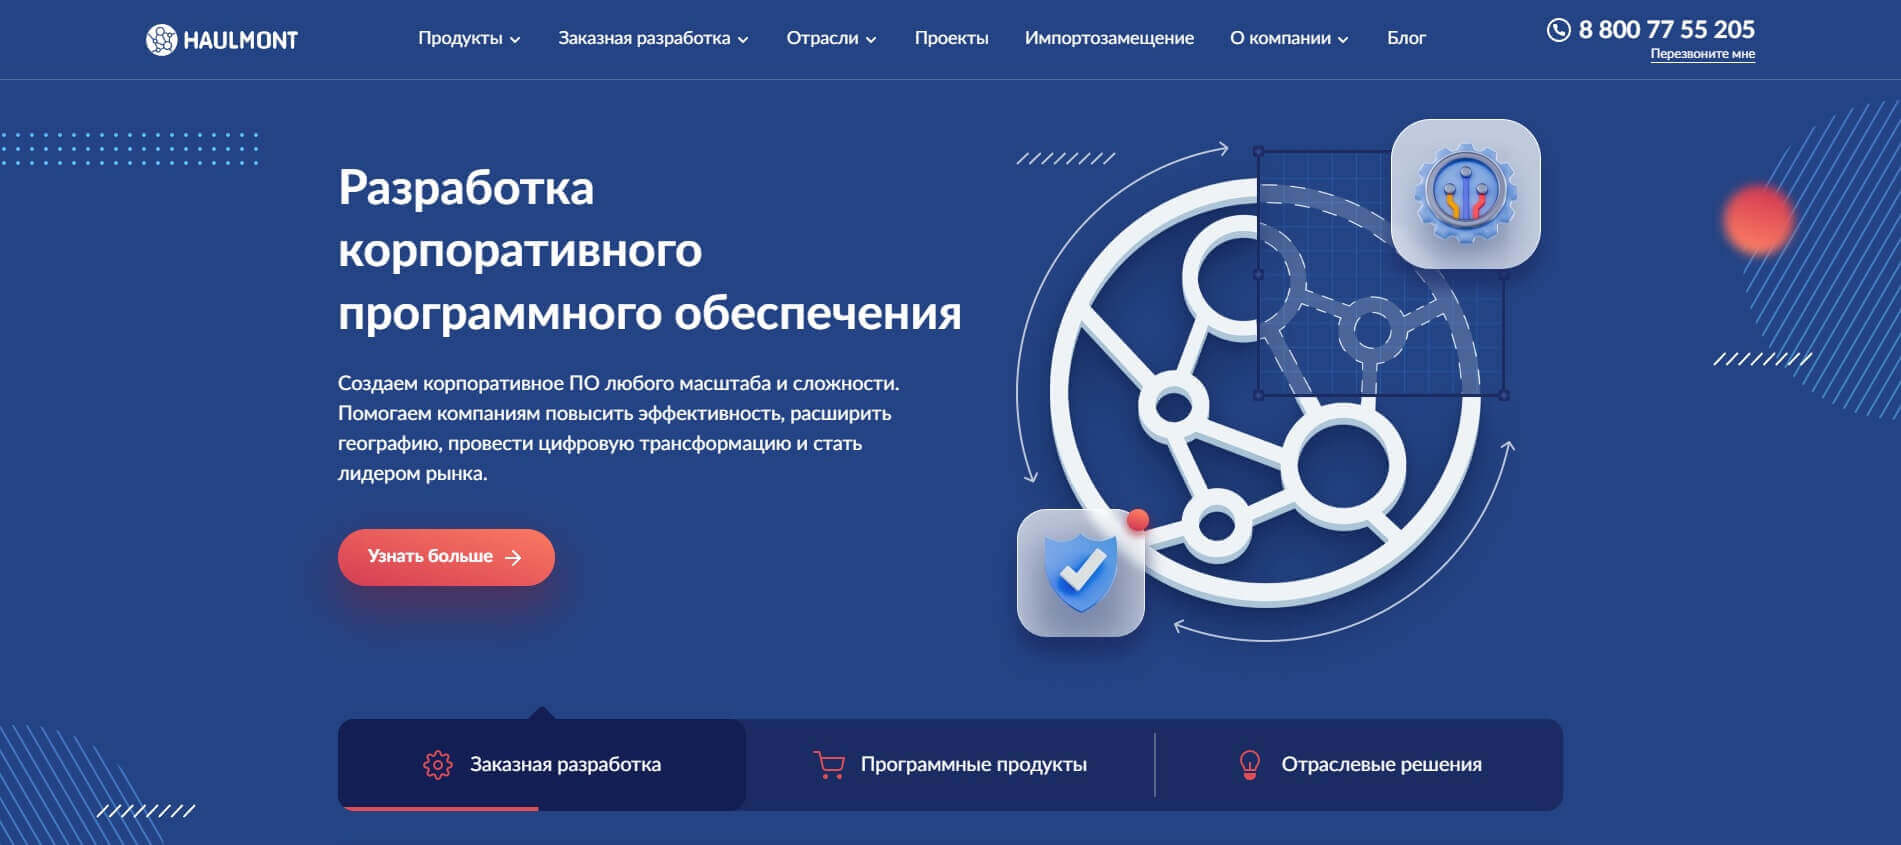 HAULMONT
Продукты
Заказная разработка
Отрасли
Проекты
Импортозамещение
О компании
Блог
8 800 77 55 205
Перезвоните мне
Разработка
корпоративного
программного обеспечения
Создаем корпоративное ПО любого масштаба и сложности.
Помогаем компаниям повысить эффективность, расширить
географию, провести цифровую трансформацию и стать
лидером рынка.
Узнать больше
Заказная разработка
Программные продукты
Отраслевые решения